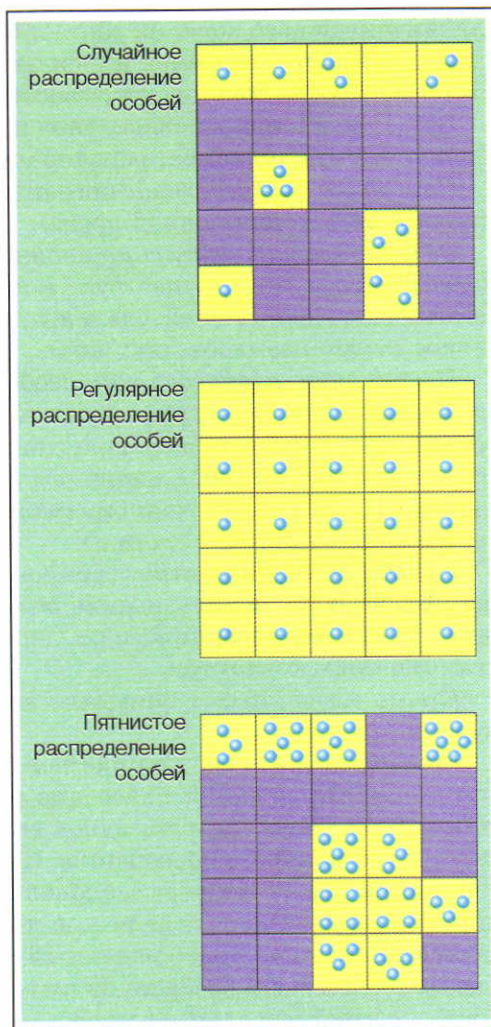 Случайное
распределение
особей
Регулярное
распределение
особей
Пятнистое
распределение
особей